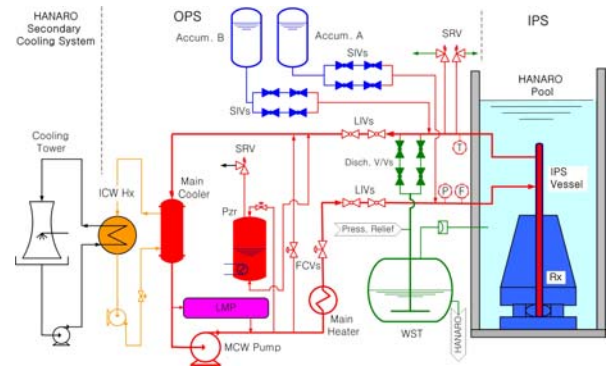 HANARO
Secondary
Cooling System
OPS
IPS
Accum. B
Accum. A
SIVs
SIVs
SRV
HANARO
Pool
Cooling
Tower
ICW Hx
Main
Cooler
SRV
Pzr
LIVs
Disch. V/Vs
T
LIVs
P
F
IPS
Vessel
Press. Relief
FCVs
LMP
Main
Heater
WST
HANARO
Rx
MCW Pump